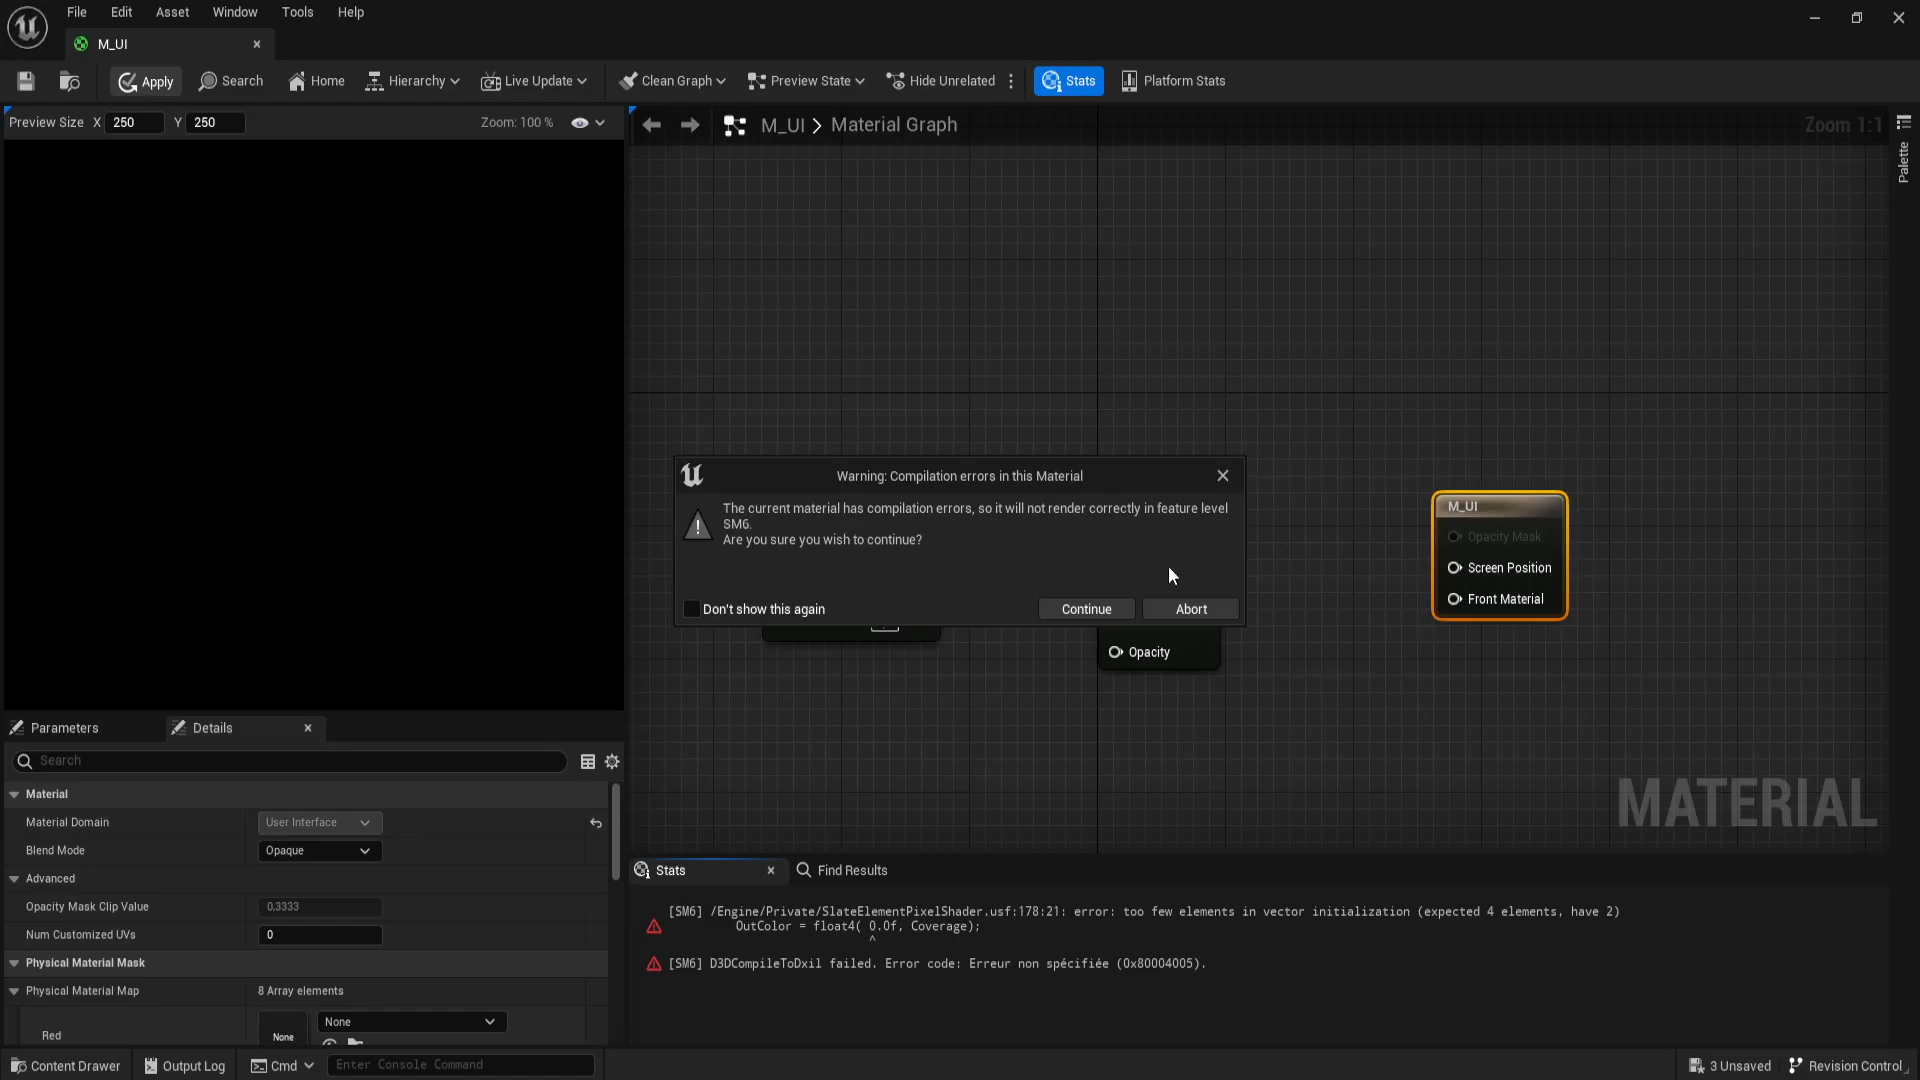 File Edit Asset Window Tools Help
M_UI
Apply Search Home Hierarchy Live Update Clean Graph Preview State Hide Unrelated Stats Platform Stats
Preview Size X 250 Y 250 Zoom: 100 %
M_UI Material Graph Zoom 1:1
Palette
Warning: Compilation errors in this Material
The current material has compilation errors, so it will not render correctly in feature level
SM6.
Are you sure you wish to continue?
Don't show this again Continue Abort
Opacity
M_UI
Opacity Mask
Screen Position
Front Material
MATERIAL
Parameters Details
Search
Material
Material Domain User Interface
Blend Mode Opaque
Advanced
Opacity Mask Clip Value 0,3333
Num Customized UVs 0
Physical Material Mask
Physical Material Map 8 Array elements
Red None None
Stats Find Results
[SM6] /Engine/Private/SlateElementPixelShader.usf:178:21: error: too few elements in vector initialization (expected 4 elements, have 2)
OutColor = float4( 0.0f, Coverage);
^
[SM6] D3DCompileToDxil failed. Error code: Erreur non spécifiée (0x80004005).
Content Drawer Output Log Cmd Enter Console Command 3 Unsaved Revision Control